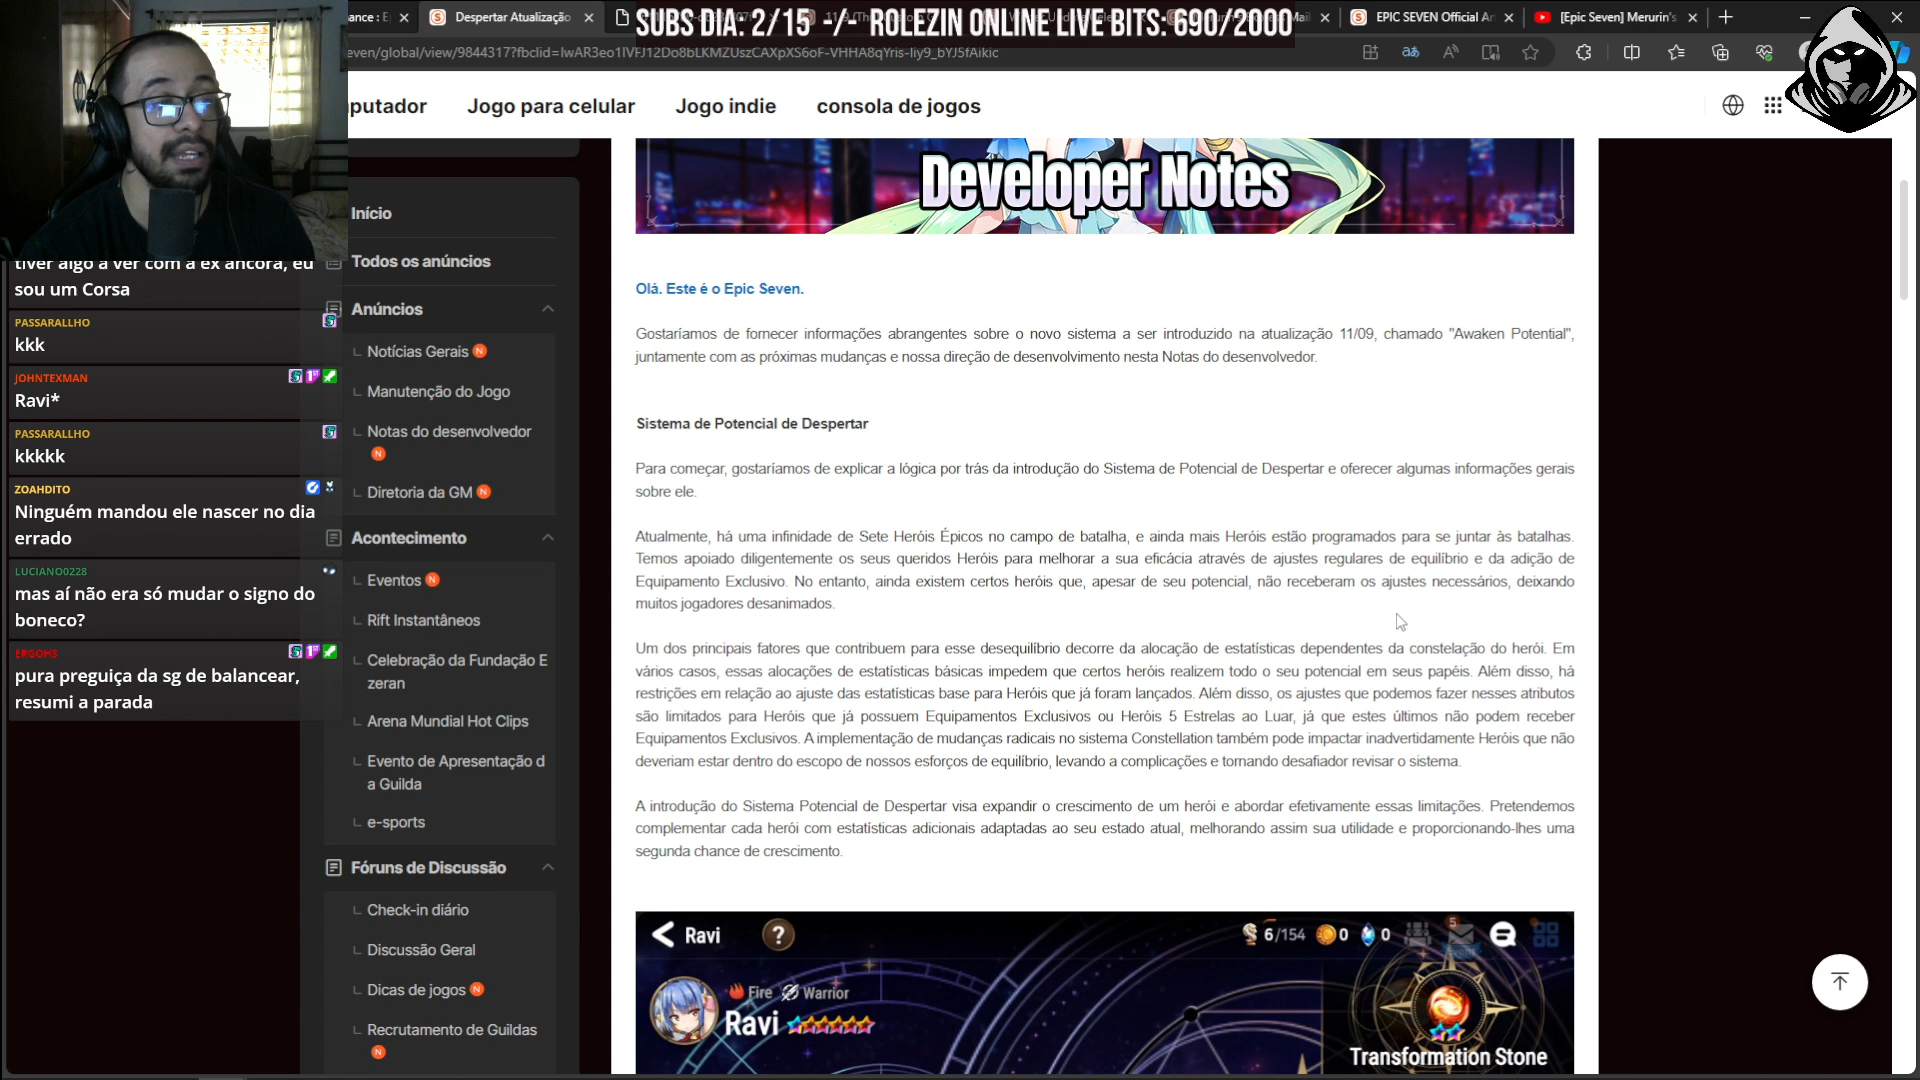 ance : E
Despertar Atualização
EPIC SEVEN Official Ar
[Epic Seven] Merurin's
SUBS DIA: 2/15 -/- ROLEZIN ONLINE LIVE BITS: 690/2000
even/global/view/9844317?fbclid=IwAR3eo1IVFJ12Do8bLKMZUszCAXpXS6oF-VHHA8qYris-liy9_bYJ5fAikic
putador
Jogo para celular
Jogo indie
consola de jogos
tiver algo a ver com a ex ancora, eu
sou um Corsa
PASSARALLHO
kkk
JOHNTEXMAN
Ravi*
PASSARALLHO
kkkkk
ZOAHDITO
Ninguém mandou ele nascer no dia
errado
LUCIANO0228
mas aí não era só mudar o signo do
boneco?
ERGOHS
pura preguiça da sg de balancear,
resumi a parada
Início
Todos os anúncios
Anúncios
Notícias Gerais N
Manutenção do Jogo
Notas do desenvolvedor
N
Diretoria da GM N
Acontecimento
Eventos N
Rift Instantâneos
Celebração da Fundação E
zeran
Arena Mundial Hot Clips
Evento de Apresentação d
a Guilda
e-sports
Fóruns de Discussão
Check-in diário
Discussão Geral
Dicas de jogos N
Recrutamento de Guildas
N
Developer Notes
Olá. Este é o Epic Seven.
Gostaríamos de fornecer informações abrangentes sobre o novo sistema a ser introduzido na atualização 11/09, chamado "Awaken Potential",
juntamente com as próximas mudanças e nossa direção de desenvolvimento nesta Notas do desenvolvedor.
Sistema de Potencial de Despertar
Para começar, gostaríamos de explicar a lógica por trás da introdução do Sistema de Potencial de Despertar e oferecer algumas informações gerais
sobre ele.
Atualmente, há uma infinidade de Sete Heróis Épicos no campo de batalha, e ainda mais Heróis estão programados para se juntar às batalhas.
Temos apoiado diligentemente os seus queridos Heróis para melhorar a sua eficácia através de ajustes regulares de equilíbrio e da adição de
Equipamento Exclusivo. No entanto, ainda existem certos heróis que, apesar de seu potencial, não receberam os ajustes necessários, deixando
muitos jogadores desanimados.
Um dos principais fatores que contribuem para esse desequilíbrio decorre da alocação de estatísticas dependentes da constelação do herói. Em
vários casos, essas alocações de estatísticas básicas impedem que certos heróis realizem todo o seu potencial em seus papéis. Além disso, há
restrições em relação ao ajuste das estatísticas base para Heróis que já foram lançados. Além disso, os ajustes que podemos fazer nesses atributos
são limitados para Heróis que já possuem Equipamentos Exclusivos ou Heróis 5 Estrelas ao Luar, já que estes últimos não podem receber
Equipamentos Exclusivos. A implementação de mudanças radicais no sistema Constellation também pode impactar inadvertidamente Heróis que não
deveriam estar dentro do escopo de nossos esforços de equilíbrio, levando a complicações e tornando desafiador revisar o sistema.
A introdução do Sistema Potencial de Despertar visa expandir o crescimento de um herói e abordar efetivamente essas limitações. Pretendemos
complementar cada herói com estatísticas adicionais adaptadas ao seu estado atual, melhorando assim sua utilidade e proporcionando-lhes uma
segunda chance de crescimento.
Ravi ?
6/154 0 0 5
Fire Warrior
Ravi
Transformation Stone